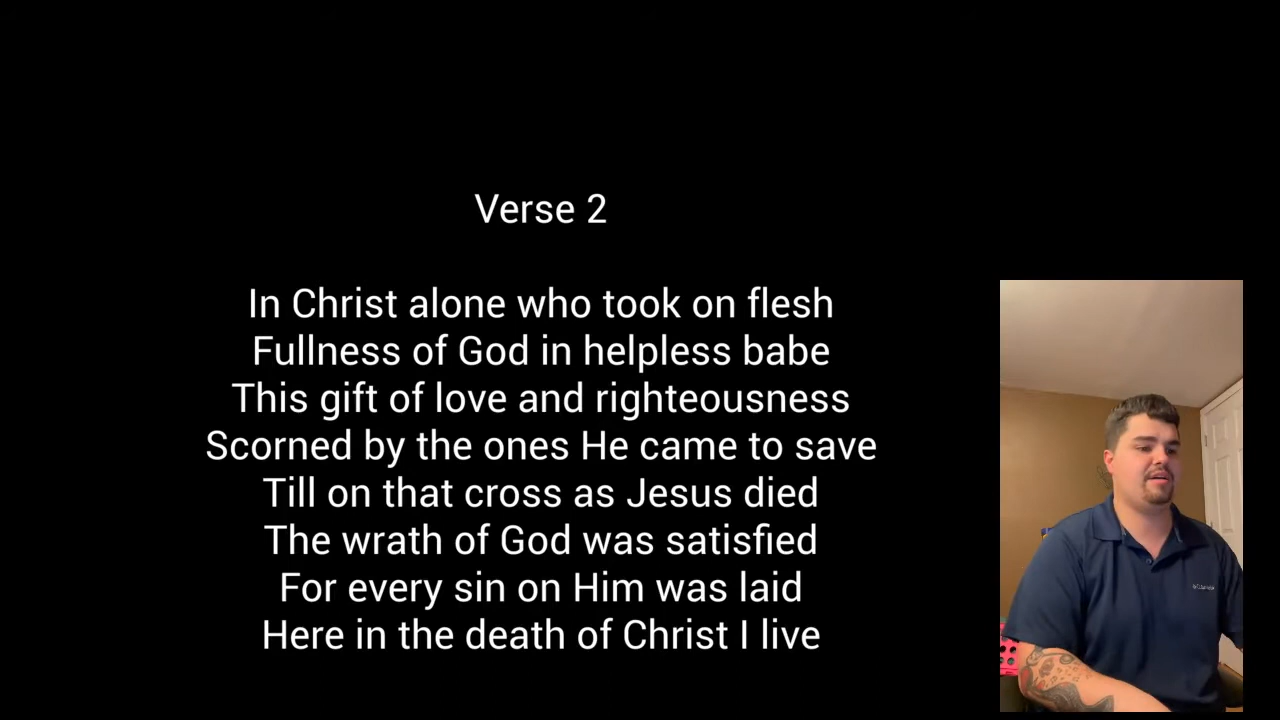 Verse 2
In Christ alone who took on flesh
Fullness of God in helpless babe
This gift of love and righteousness
Scorned by the ones He came to save
Till on that cross as Jesus died
The wrath of God was satisfied
For every sin on Him was laid
Here in the death of Christ I live